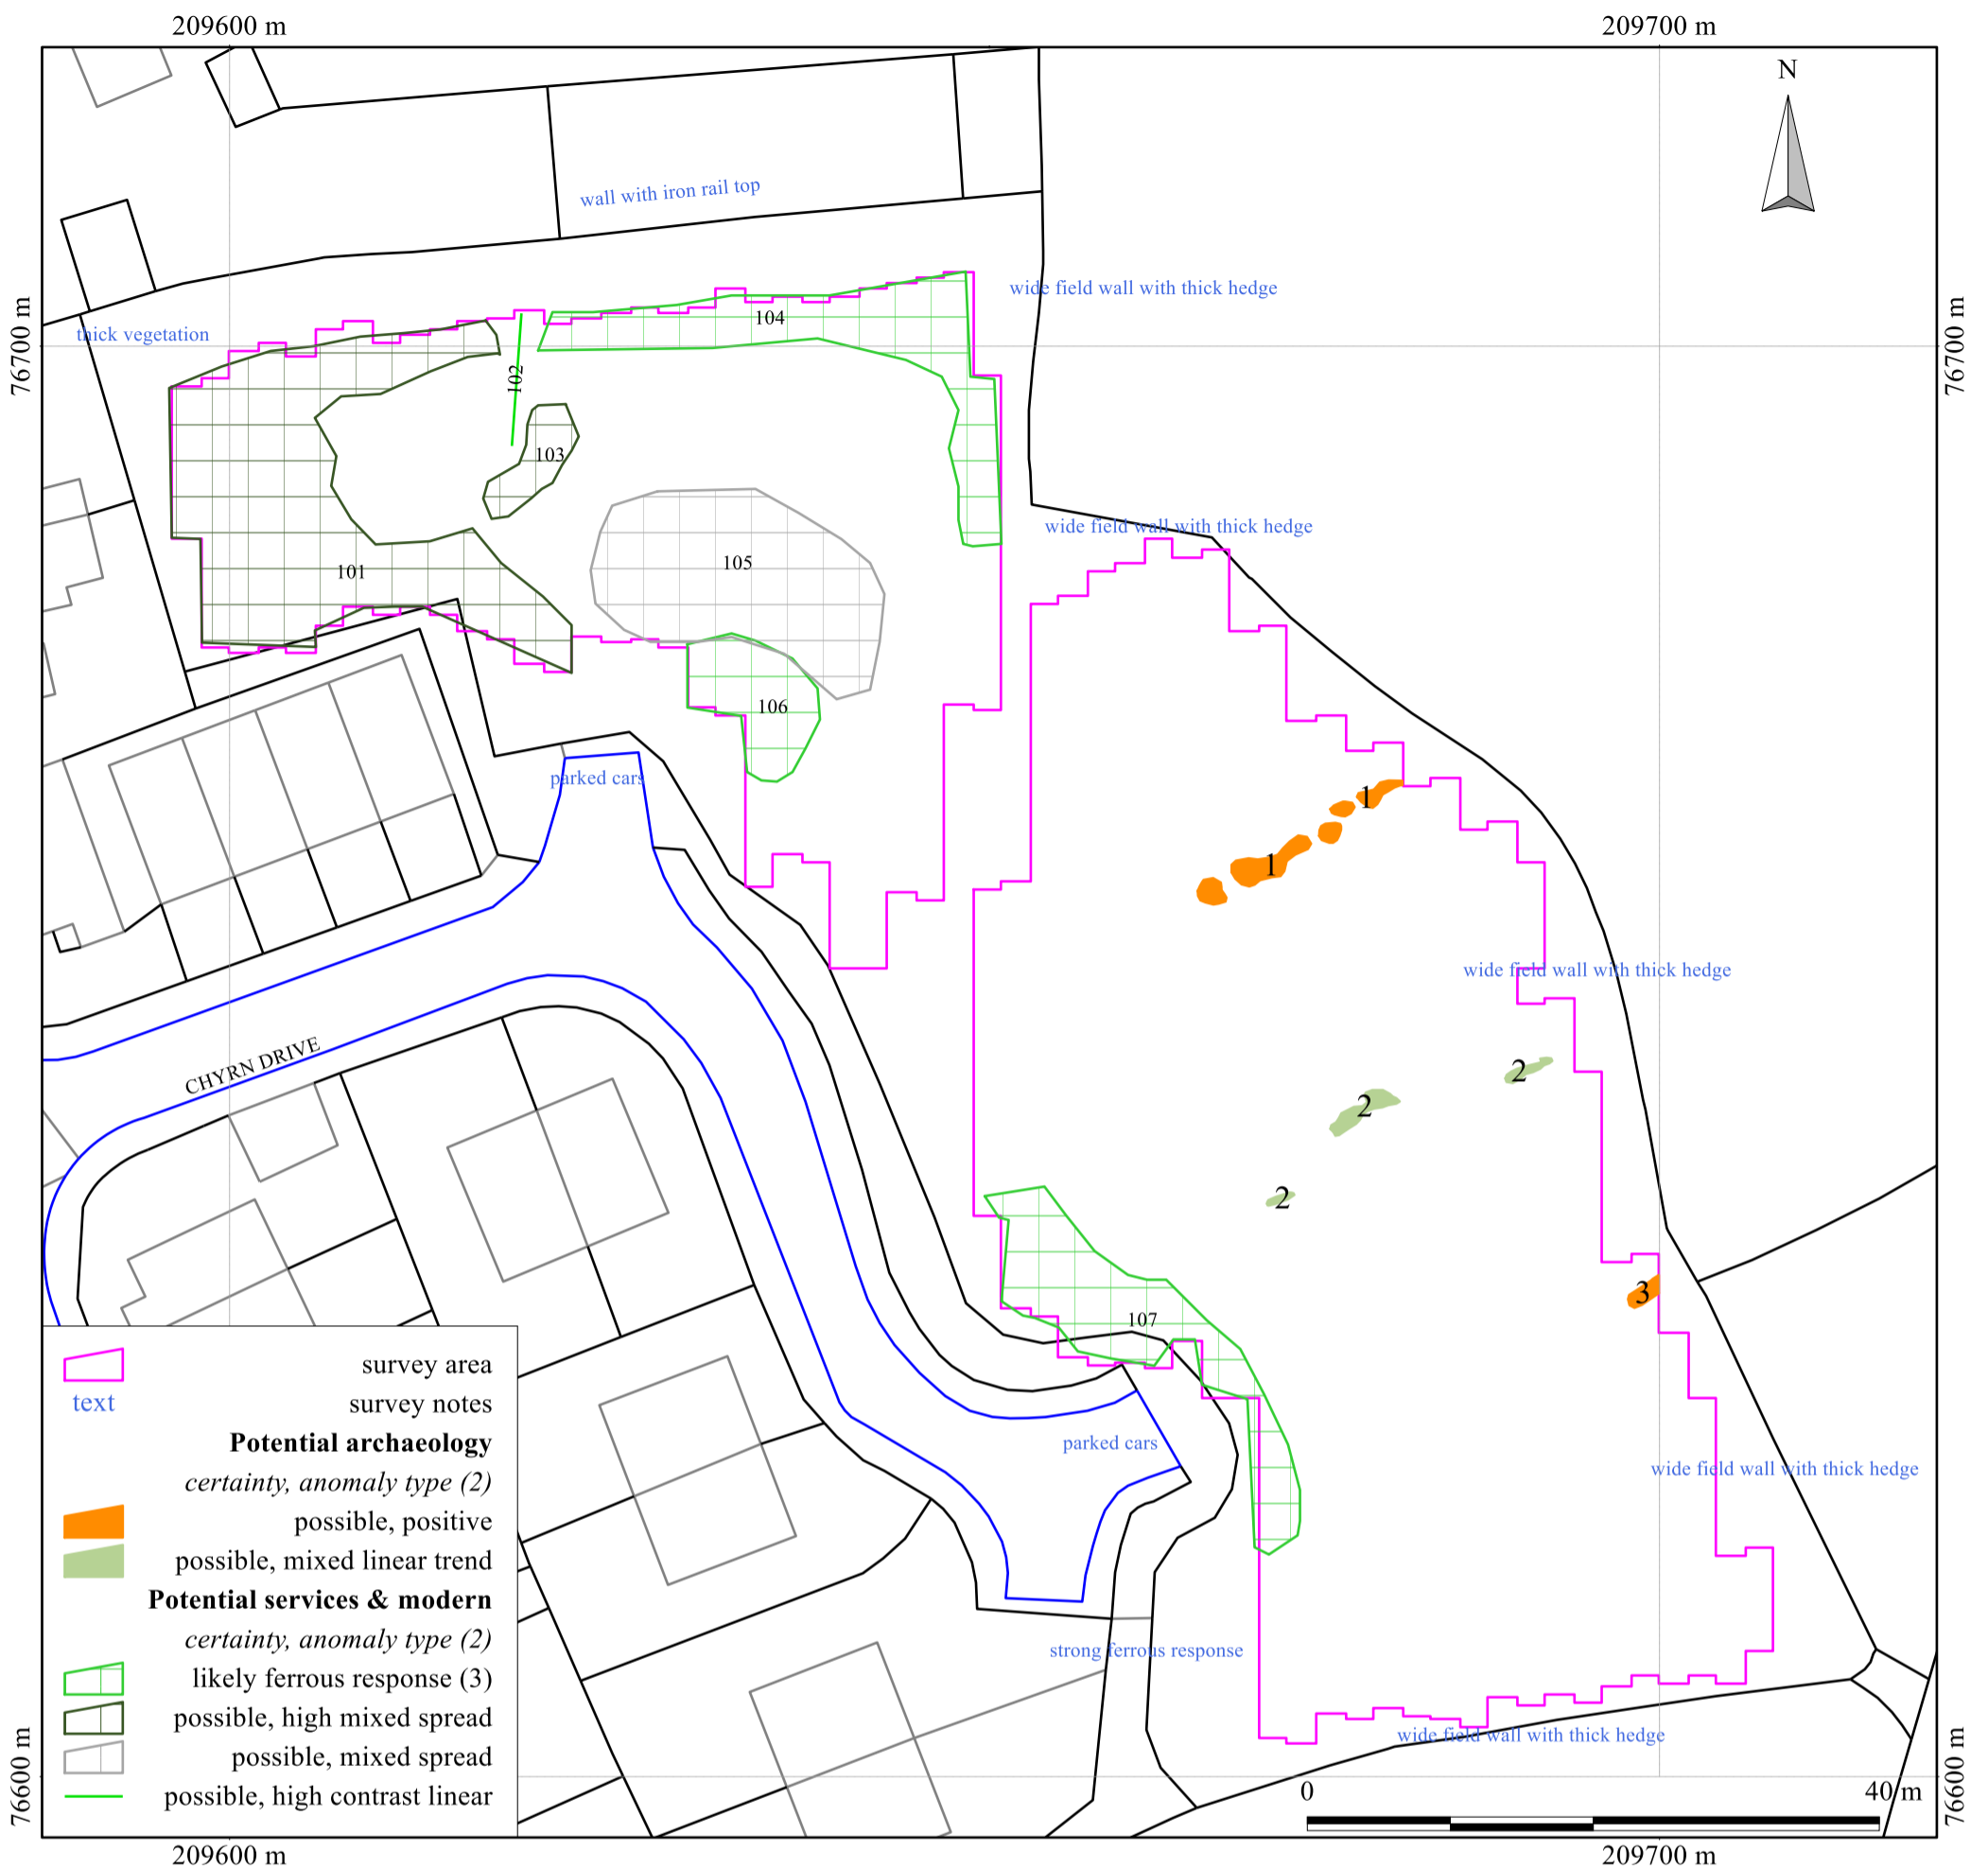 209600 m
209700 m
N
wall with iron rail top
wide field wall with thick hedge
76700 m
76700 m
thick vegetation
104
102
103
wide field wall with thick hedge
105
101
106
parked cars
1
1
wide field wall with thick hedge
CHYRN DRIVE
2
2
2
3
107
survey area
text
survey notes
Potential archaeology
certainty, anomaly type (2)
possible, positive
possible, mixed linear trend
Potential services & modern
certainty, anomaly type (2)
likely ferrous response (3)
possible, high mixed spread
possible, mixed spread
possible, high contrast linear
parked cars
wide field wall with thick hedge
strong ferrous response
wide field wall with thick hedge
76600 m
76600 m
0
40 m
209600 m
209700 m